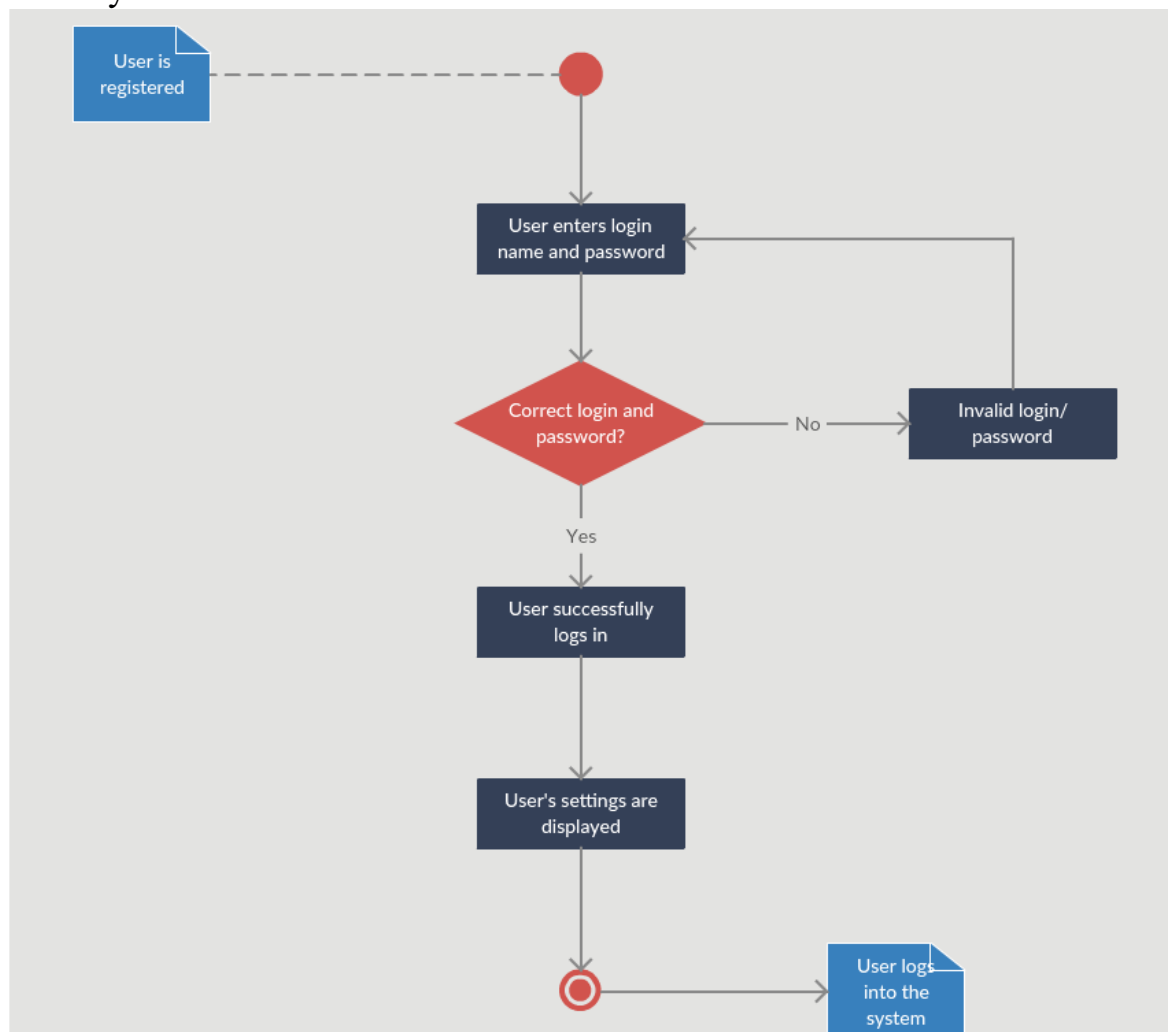 User is
registered
User enters login
name and password
Correct login and
password?
No
Invalid login/
password
Yes
User successfully
logs in
User's settings are
displayed
User logs
into the
system